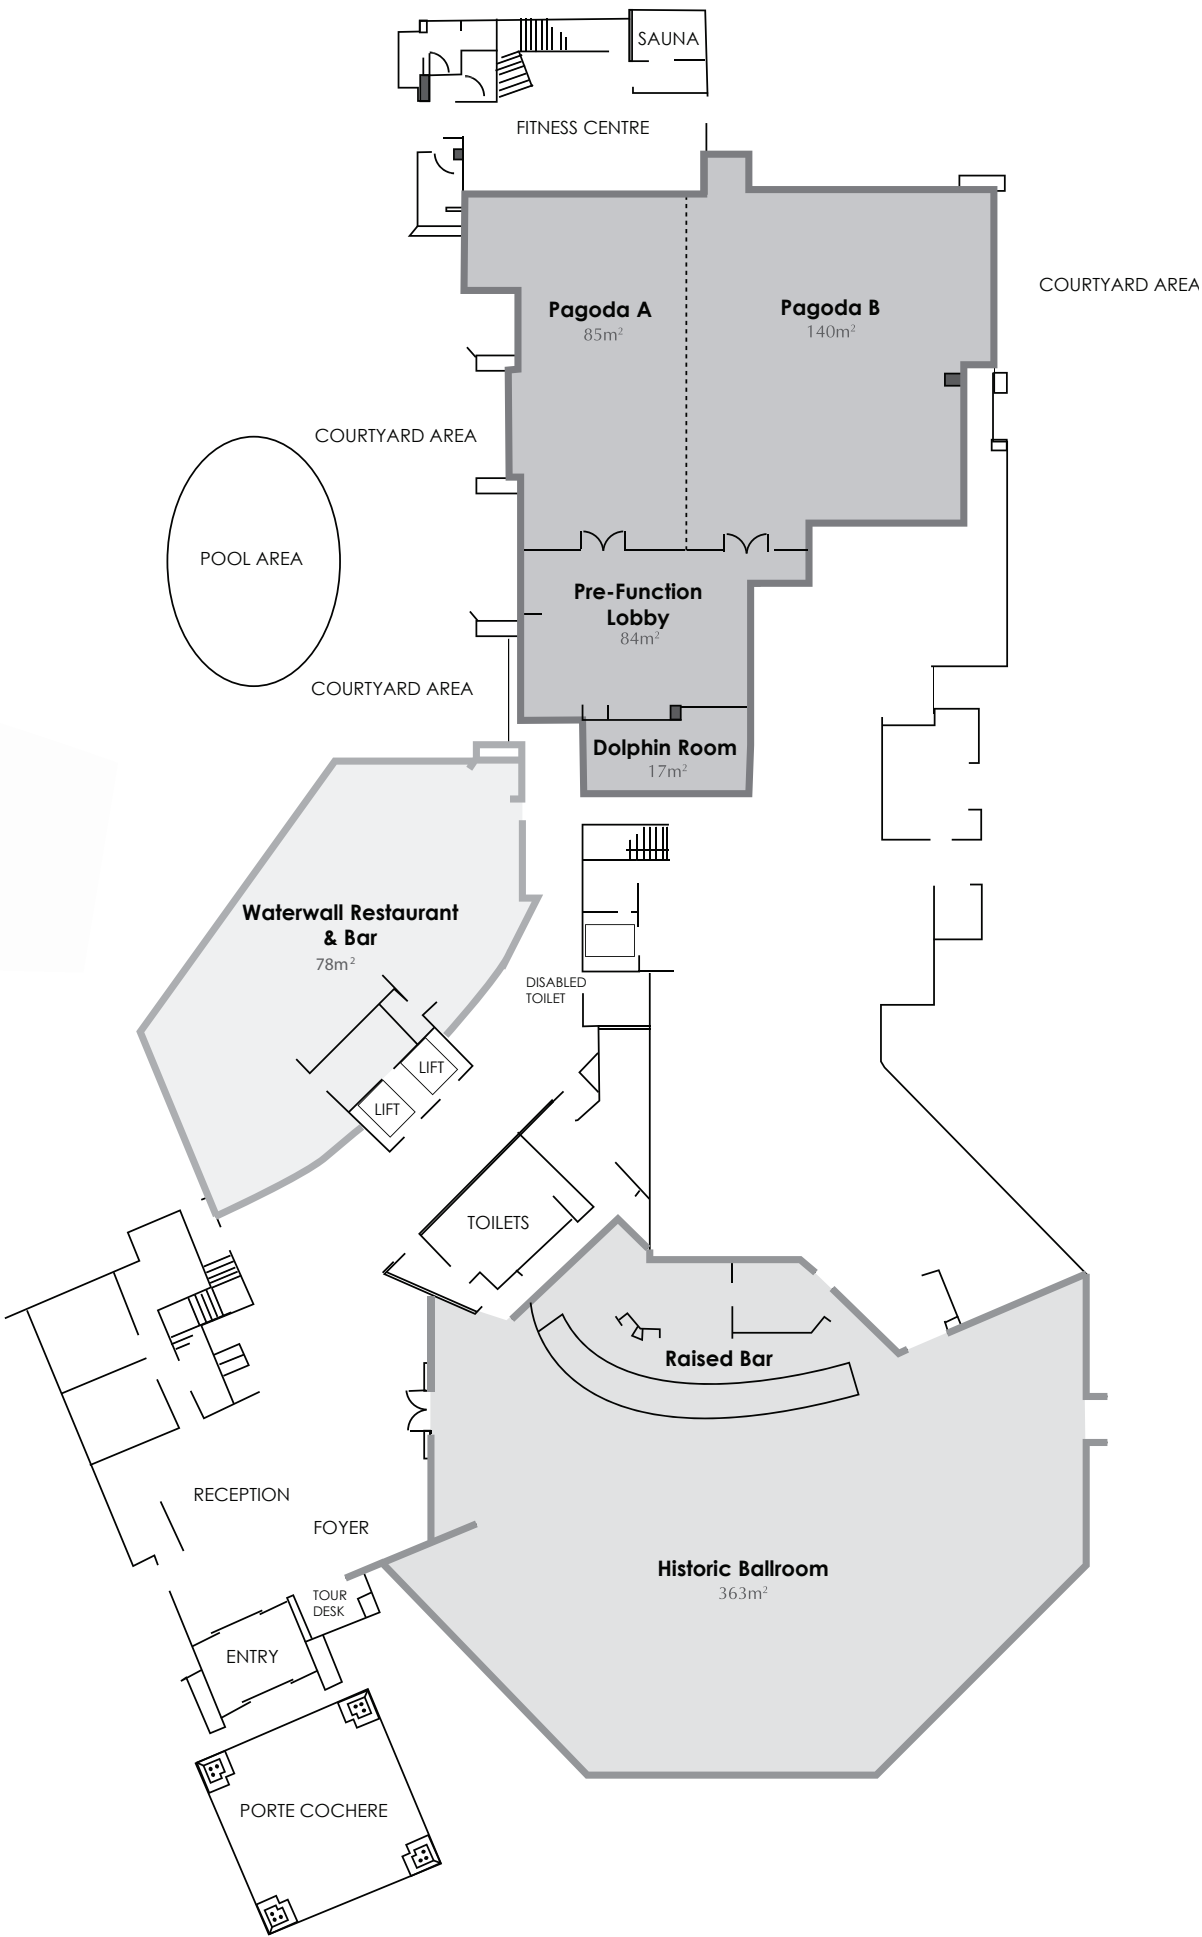 SAUNA
FITNESS CENTRE
COURTYARD AREA
Pagoda A
85m²
Pagoda B
140m²
COURTYARD AREA
POOL AREA
Pre-Function
Lobby
84m²
COURTYARD AREA
Dolphin Room
17m²
Waterwall Restaurant
& Bar
78m²
DISABLED
TOILET
LIFT
LIFT
TOILETS
Raised Bar
RECEPTION
FOYER
Historic Ballroom
363m²
TOUR
DESK
ENTRY
PORTE COCHERE